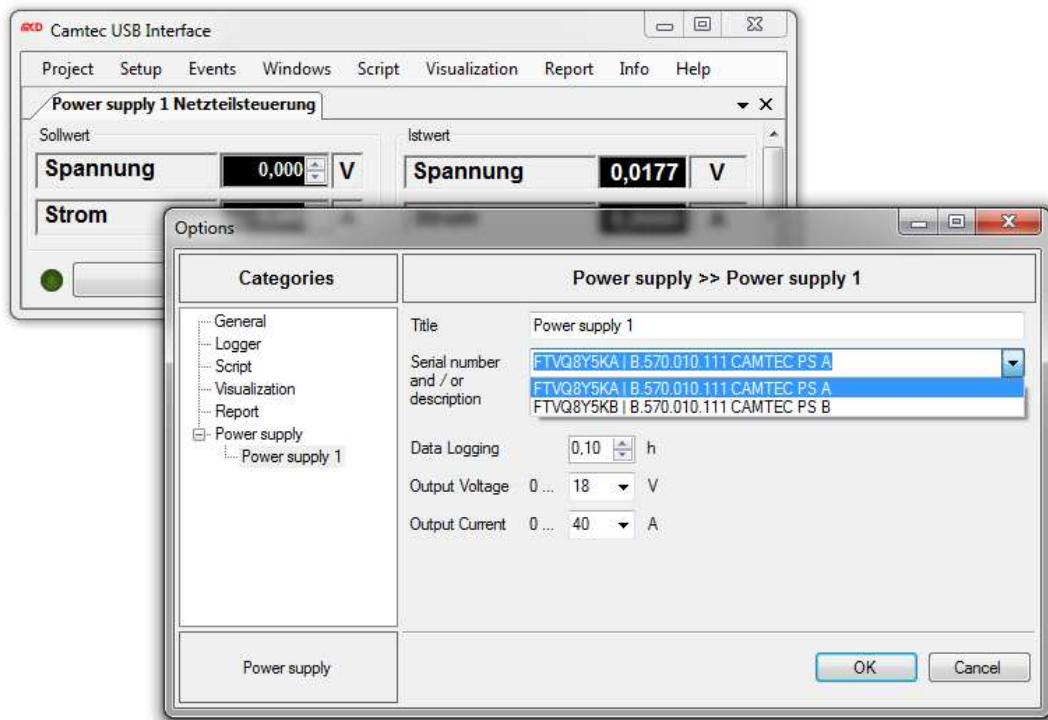 Camtec USB Interface
Project Setup Events Windows Script Visualization Report Info Help
Power supply 1 Netzteilsteuerung
Sollwert
Spannung 0,000 V
Strom
Istwert
Spannung 0,0177 V
Options
Categories
General
Logger
Script
Visualization
Report
Power supply
Power supply 1
Power supply
Power supply >> Power supply 1
Title Power supply 1
Serial number
and / or
description
FTVQ8Y5KA | B.570.010.111 CAMTEC PS A
FTVQ8Y5KA | B.570.010.111 CAMTEC PS A
FTVQ8Y5KB | B.570.010.111 CAMTEC PS B
Data Logging 0,10 h
Output Voltage 0 ... 18 V
Output Current 0 ... 40 A
OK Cancel